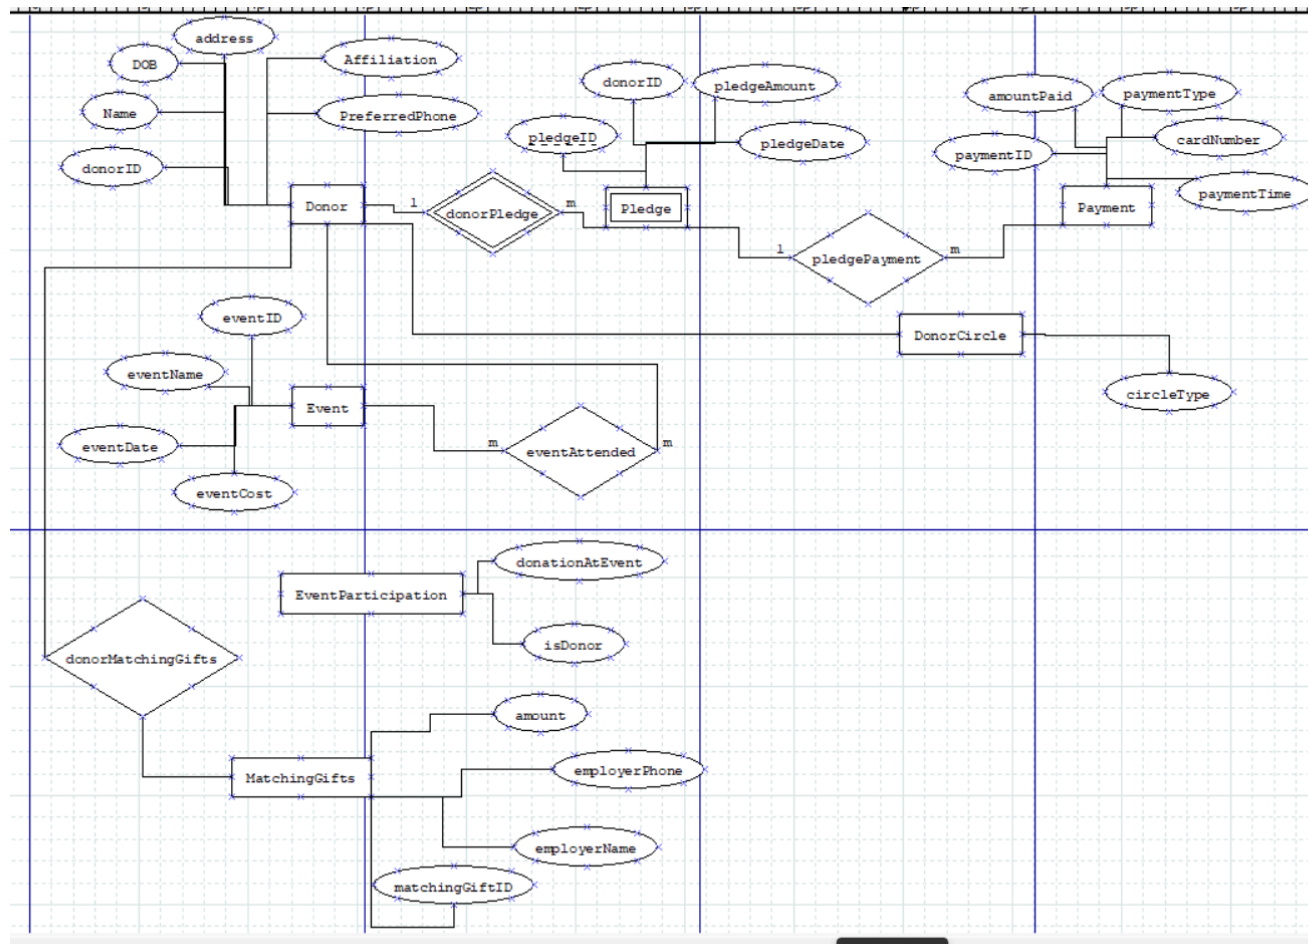 address
DOB
Affiliation
Name
PreferredPhone
donorID
donorID
pledgeAmount
pledgeID
pledgeDate
amountPaid
paymentType
cardNumber
paymentID
paymentTime
Donor
1
donorPledge
m
Pledge
Payment
1
pledgePayment
m
eventID
DonorCircle
eventName
circleType
Event
eventDate
m
eventAttended
m
eventCost
donationAtEvent
EventParticipation
isDonor
donorMatchingGifts
amount
employerPhone
MatchingGifts
employerName
matchingGiftID